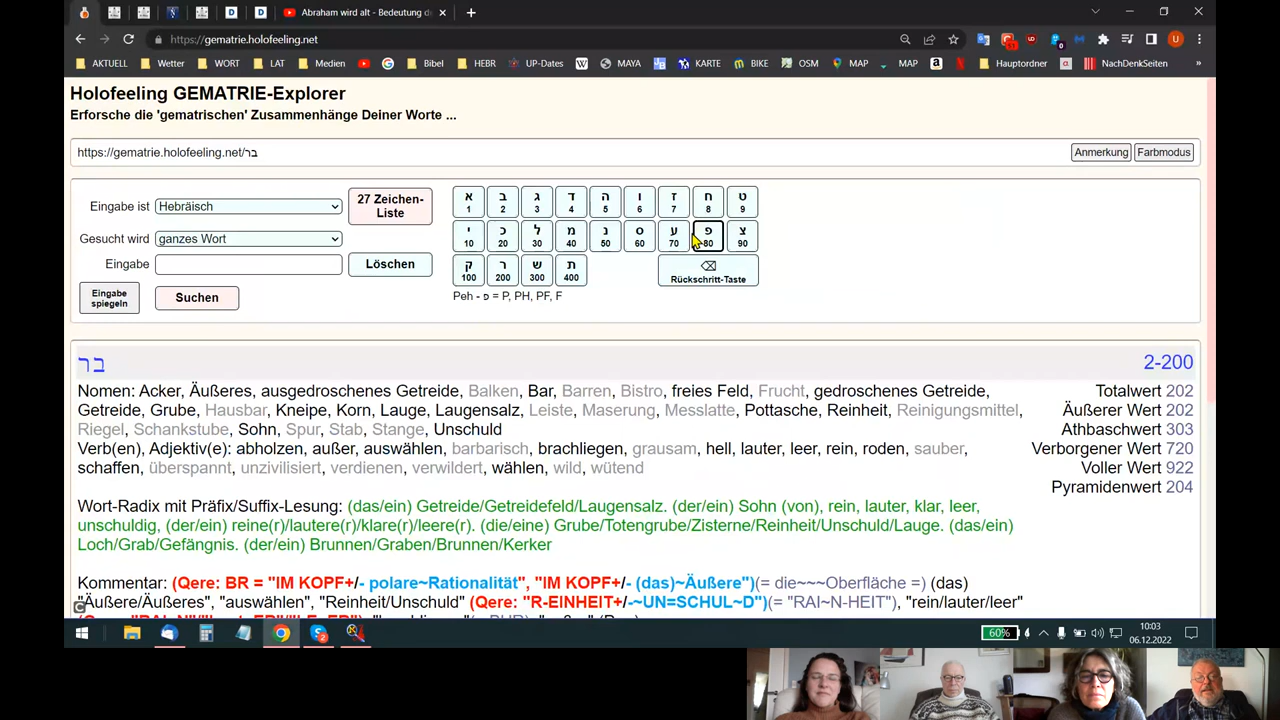 Abraham wird alt - Bedeutung d
https://gematrie.holofeeling.net
AKTUELL Wetter WORT LAT Medien Bibel HEBR UP-Dates MAYA KARTE BIKE OSM MAP MAP Hauptordner NachDenkSeiten
Holofeeling GEMATRIE-Explorer
Erforsche die 'gematrischen' Zusammenhänge Deiner Worte ...
https://gematrie.holofeeling.net/בר Anmerkung Farbmodus
Eingabe ist Hebräisch 27 Zeichen-Liste
Gesucht wird ganzes Wort
Eingabe Löschen
Eingabe spiegeln Suchen
א ב ג ד ה ו ז ח ט
1 2 3 4 5 6 7 8 9
י כ ל מ נ ס ע פ צ
10 20 30 40 50 60 70 80 90
ק ר ש ת
100 200 300 400 Rückschritt-Taste
Peh - פ = P, PH, PF, F
בר 2-200
Nomen: Acker, Äußeres, ausgedroschenes Getreide, Balken, Bar, Barren, Bistro, freies Feld, Frucht, gedroschenes Getreide,
Getreide, Grube, Hausbar, Kneipe, Korn, Lauge, Laugensalz, Leiste, Maserung, Messlatte, Pottasche, Reinheit, Reinigungsmittel,
Riegel, Schankstube, Sohn, Spur, Stab, Stange, Unschuld
Verb(en), Adjektiv(e): abholzen, außer, auswählen, barbarisch, brachliegen, grausam, hell, lauter, leer, rein, roden, sauber,
schaffen, überspannt, unzivilisiert, verdienen, verwildert, wählen, wild, wütend
Totalwert 202
Äußerer Wert 202
Athbaschwert 303
Verborgener Wert 720
Voller Wert 922
Pyramidenwert 204
Wort-Radix mit Präfix/Suffix-Lesung: (das/ein) Getreide/Getreidefeld/Laugensalz. (der/ein) Sohn (von), rein, lauter, klar, leer,
unschuldig, (der/ein) reine(r)/lautere(r)/klare(r)/leere(r). (die/eine) Grube/Totengrube/Zisterne/Reinheit/Unschuld/Lauge. (das/ein)
Loch/Grab/Gefängnis. (der/ein) Brunnen/Graben/Brunnen/Kerker
Kommentar: (Qere: BR = "IM KOPF+/- polare~Rationalität", "IM KOPF+/- (das)~Äußere")(= die~~~Oberfläche =) (das)
"Äußere/Äußeres", "auswählen", "Reinheit/Unschuld" (Qere: "R-EINHEIT+/-~UN=SCHUL~D")(= "RAI~N-HEIT"), "rein/lauter/leer"
60% 10:03
06.12.2022